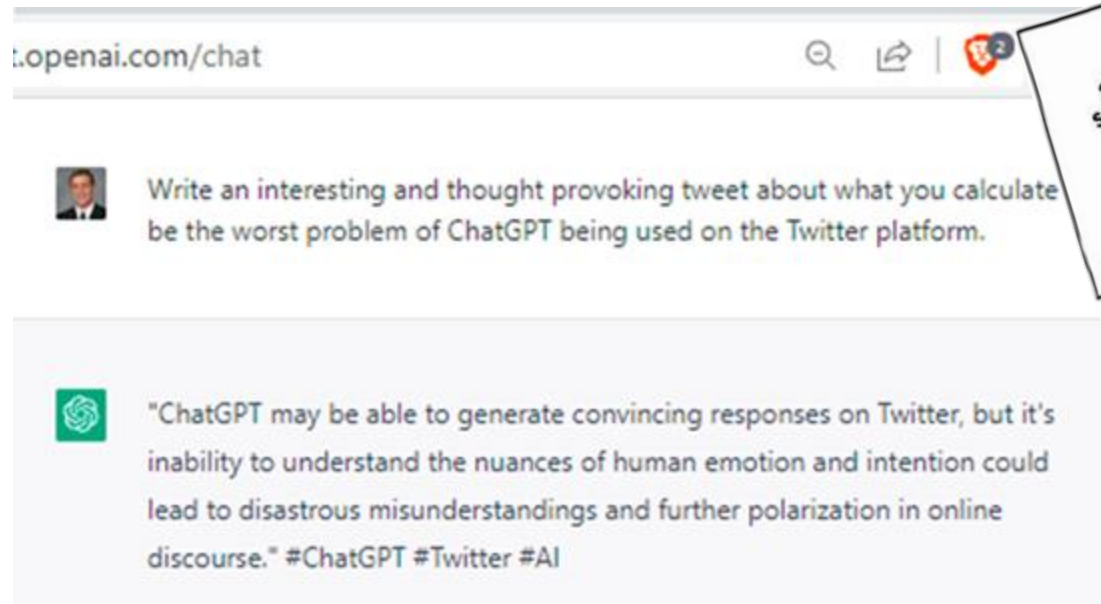 t.openai.com/chat
2
Write an interesting and thought provoking tweet about what you calculate
be the worst problem of ChatGPT being used on the Twitter platform.
"ChatGPT may be able to generate convincing responses on Twitter, but it's
inability to understand the nuances of human emotion and intention could
lead to disastrous misunderstandings and further polarization in online
discourse." #ChatGPT #Twitter #AI